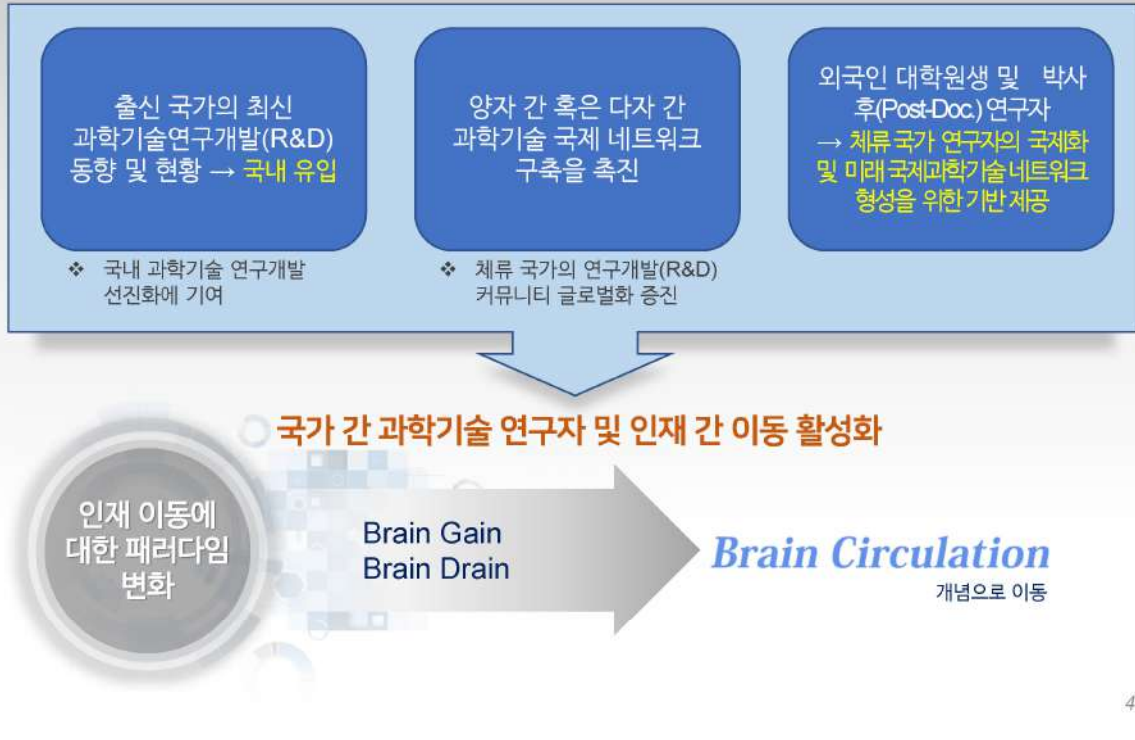 출신 국가의 최신
과학기술연구개발(R&D)
동향 및 현황 → 국내 유입
❖ 국내 과학기술 연구개발
선진화에 기여
양자 간 혹은 다자 간
과학기술 국제 네트워크
구축을 촉진
❖ 체류 국가의 연구개발(R&D)
커뮤니티 글로벌화 증진
외국인 대학원생 및 박사
후(Post-Doc.) 연구자
→ 체류 국가 연구자의 국제화
및 미래 국제과학기술 네트워크
형성을 위한 기반 제공
국가 간 과학기술 연구자 및 인재 간 이동 활성화
인재 이동에
대한 패러다임
변화
Brain Gain
Brain Drain
Brain Circulation
개념으로 이동
4